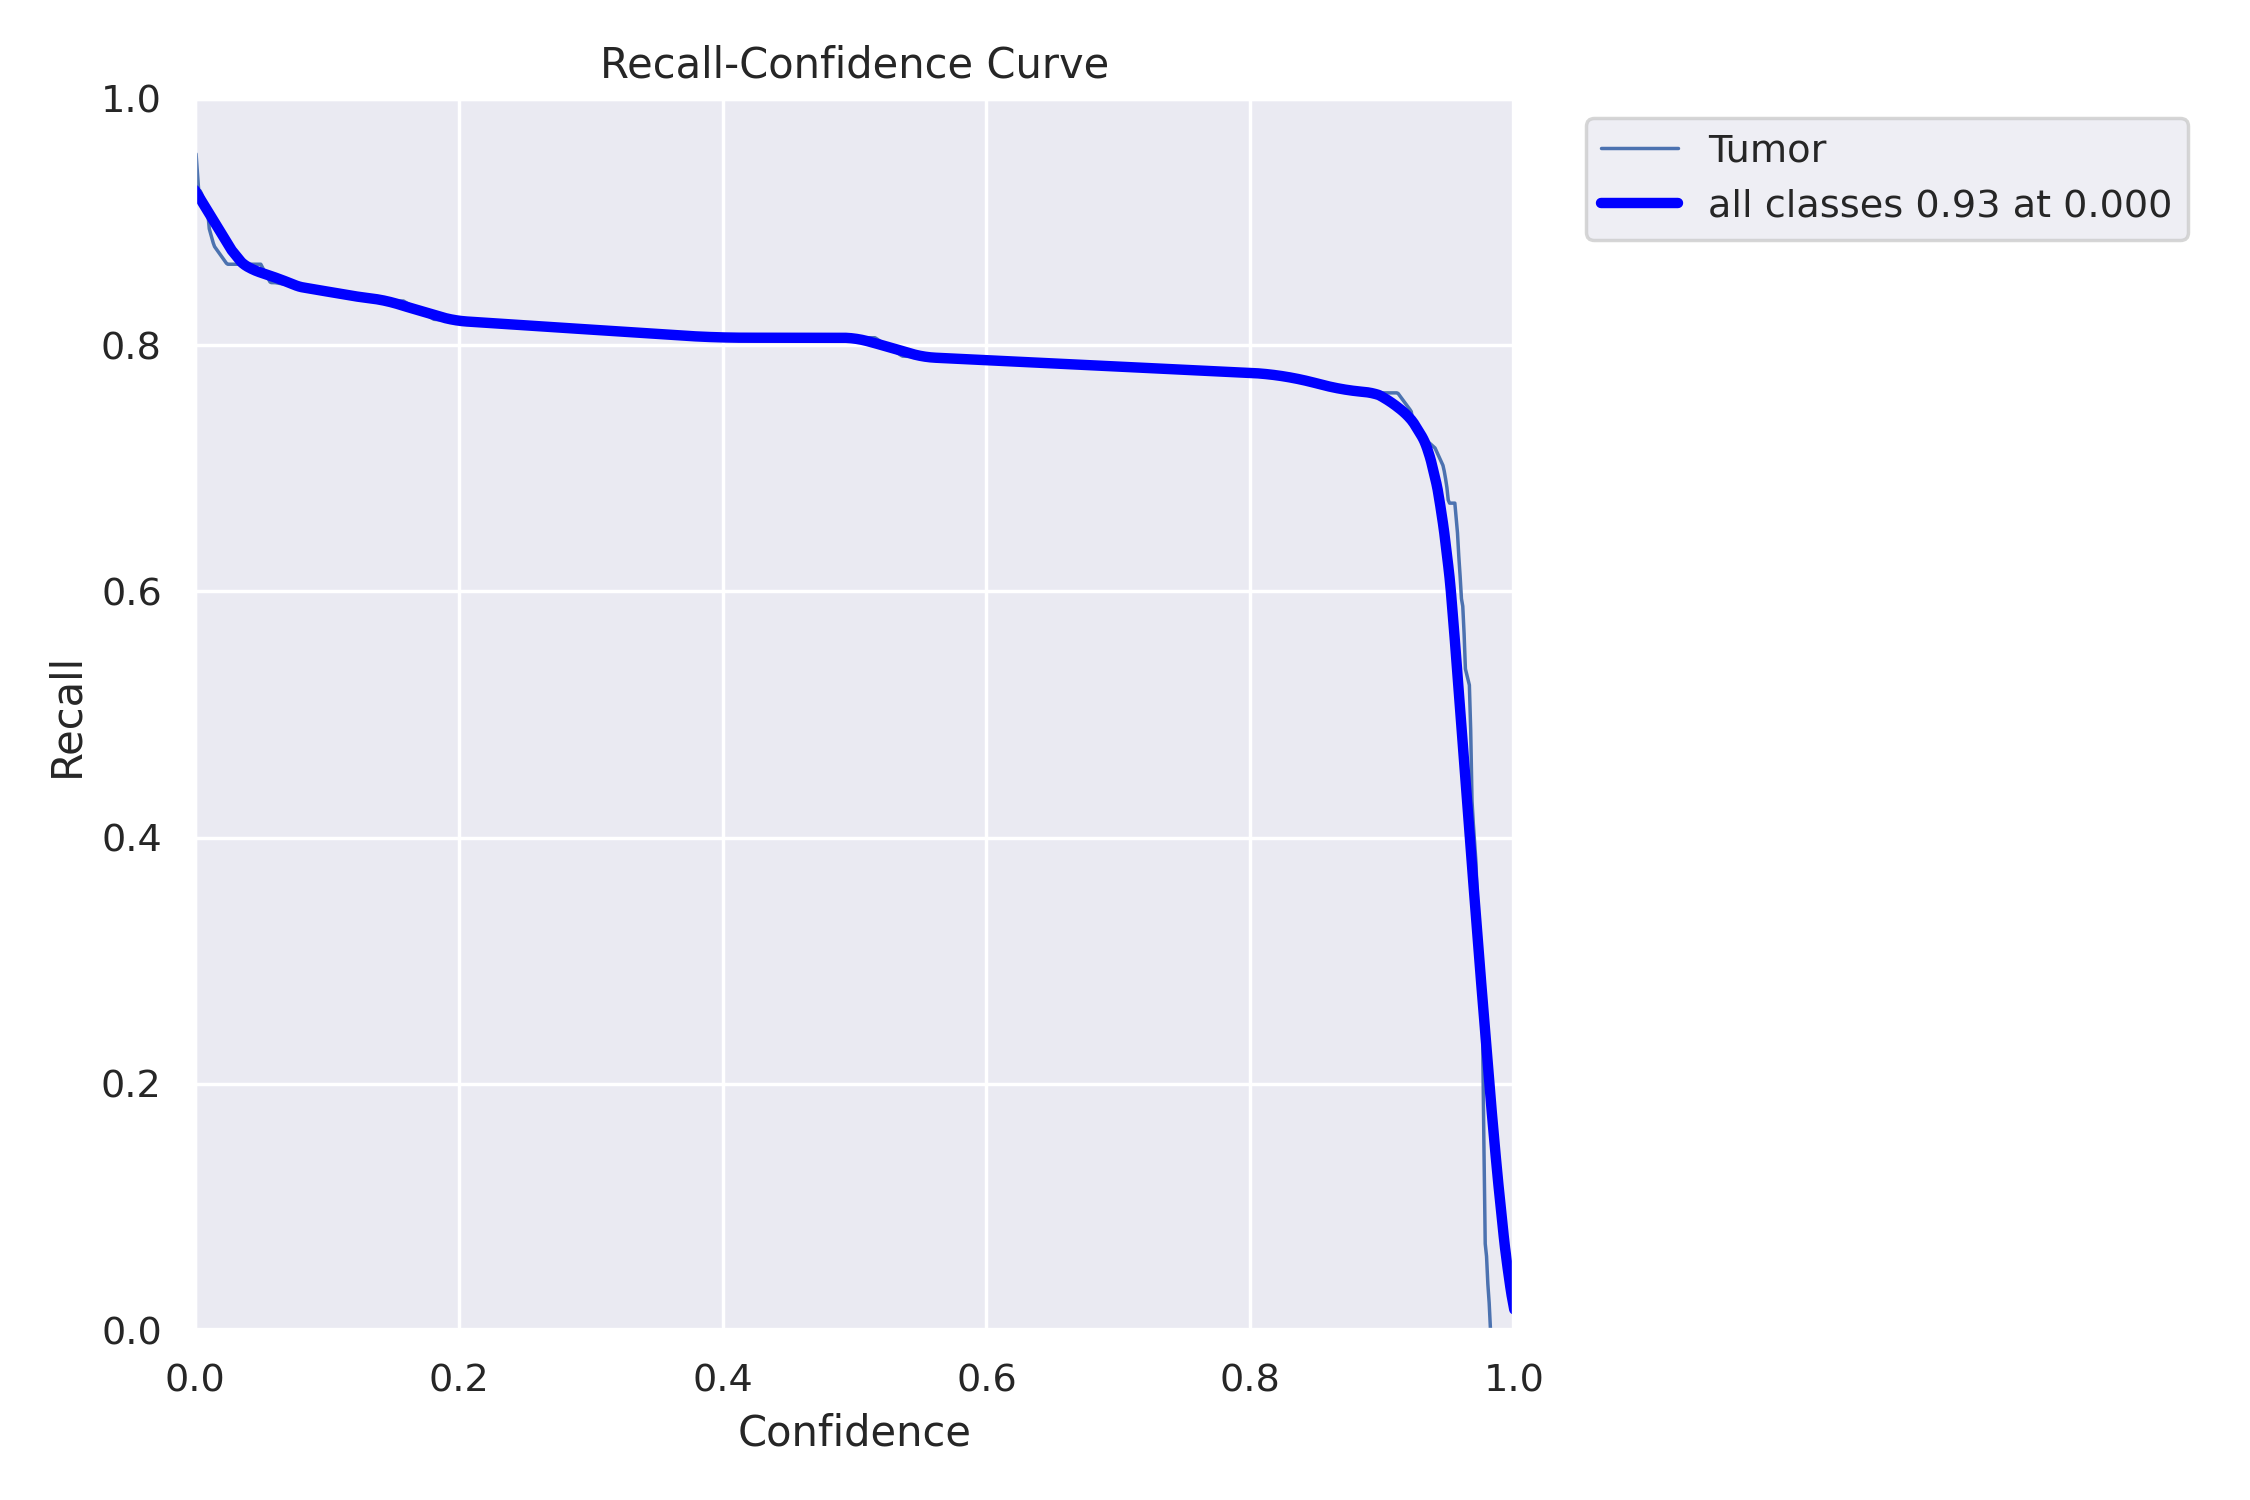 Recall-Confidence Curve
1.0
0.8
0.6
0.4
0.2
0.0
Recall
0.0 0.2 0.4 0.6 0.8 1.0
Confidence
Tumor
all classes 0.93 at 0.000